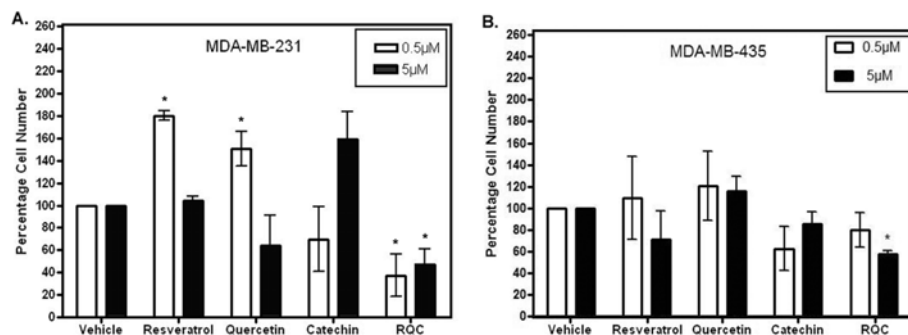 A.
MDA-MB-231
0.5µM
5µM
Percentage Cell Number
260
240
220
200
180
160
140
120
100
80
60
40
20
0
*
*
*
*
Vehicle
Resveratrol
Quercetin
Catechin
RQC
B.
MDA-MB-435
0.5µM
5µM
Percentage Cell Number
260
240
220
200
180
160
140
120
100
80
60
40
20
0
*
Vehicle
Resveratrol
Quercetin
Catechin
RQC